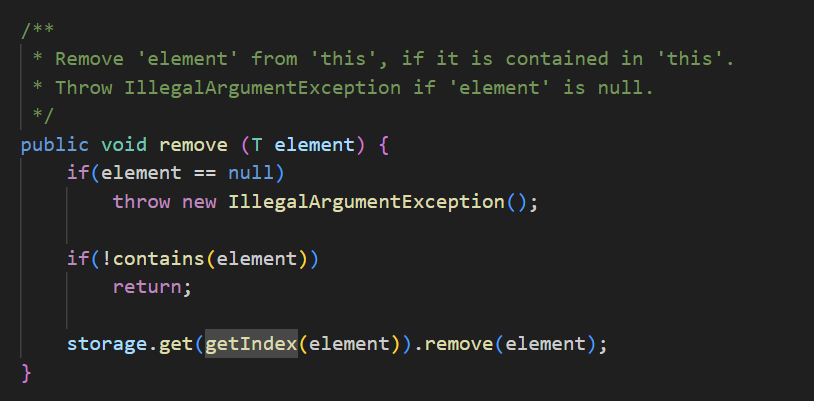 /**
 * Remove 'element' from 'this', if it is contained in 'this'.
 * Throw IllegalArgumentException if 'element' is null.
 */
public void remove (T element) {
    if(element == null)
        throw new IllegalArgumentException();

    if(!contains(element))
        return;

    storage.get(getIndex(element)).remove(element);
}